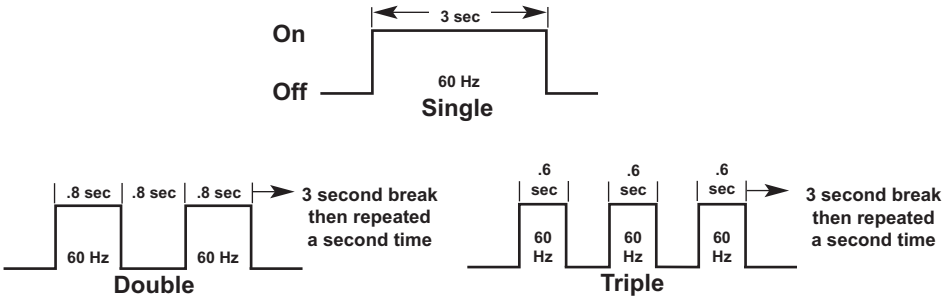 3 sec
On
Off
60 Hz
Single
.8 sec .8 sec .8 sec
3 second break
then repeated
a second time
60 Hz 60 Hz
Double
.6 .6 .6
sec sec sec
3 second break
then repeated
a second time
60 60 60
Hz Hz Hz
Triple